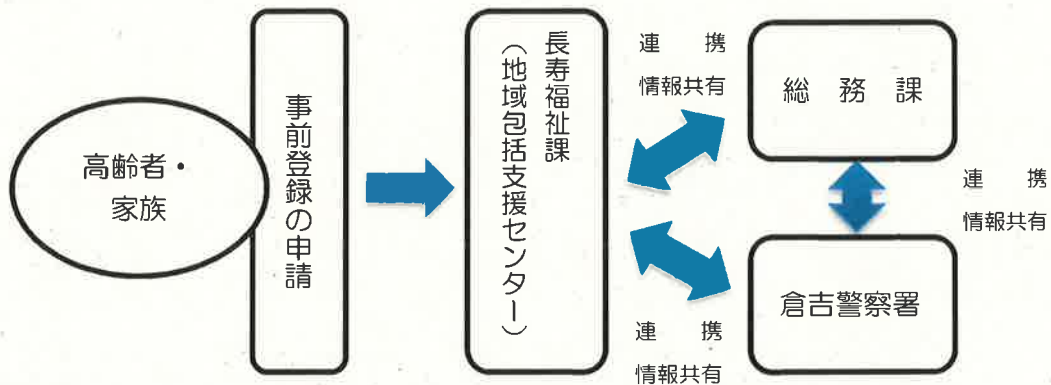 高齢者・
家族
事前登録の申請
長寿福祉課
（地域包括支援センター）
連　携
情報共有
総　務　課
連　携
情報共有
倉吉警察署
連　携
情報共有